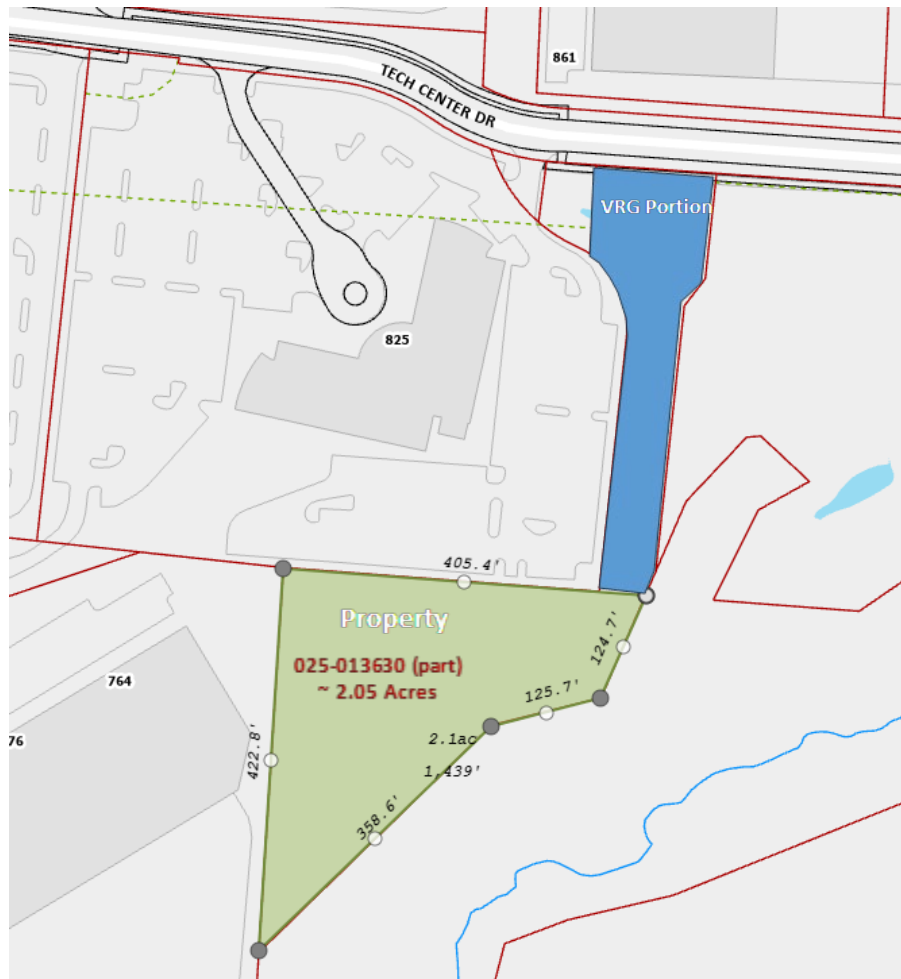 861
TECH CENTER DR
VRG Portion
825
405.4'
Property
124.7'
025-013630 (part)
~ 2.05 Acres
764
125.7'
76
2.1ac
422.8'
1,439'
358.6'